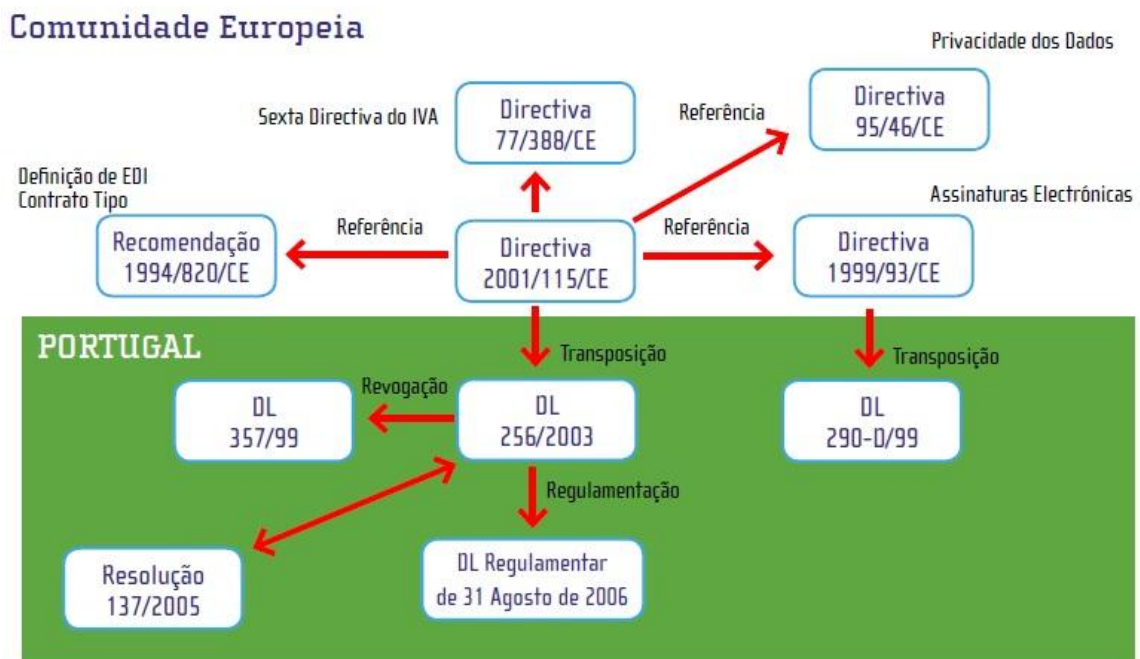 Comunidade Europeia
Privacidade dos Dados
Sexta Directiva do IVA
Directiva
77/388/CE
Referência
Directiva
95/46/CE
Definição de EDI
Contrato Tipo
Assinaturas Electrónicas
Recomendação
1994/820/CE
Referência
Directiva
2001/115/CE
Referência
Directiva
1999/93/CE
PORTUGAL
Transposição
Transposição
Revogação
DL
357/99
DL
256/2003
DL
290-D/99
Regulamentação
Resolução
137/2005
DL Regulamentar
de 31 Agosto de 2006